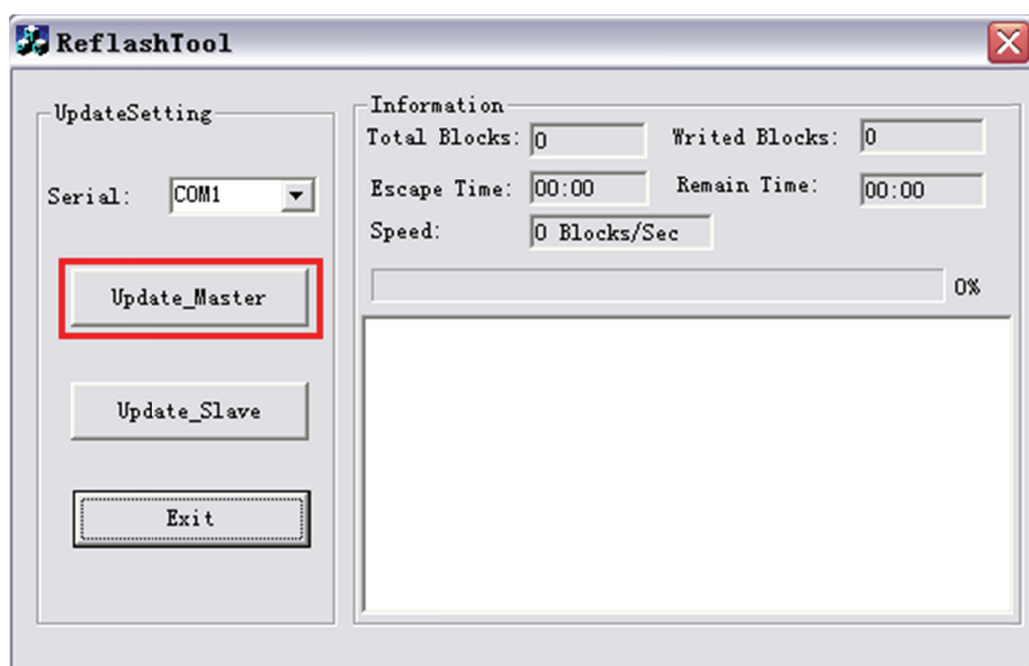 ReflashTool
UpdateSetting
Serial: COM1
Update_Master
Update_Slave
Exit
Information
Total Blocks: 0 Writed Blocks: 0
Escape Time: 00:00 Remain Time: 00:00
Speed: 0 Blocks/Sec
0%